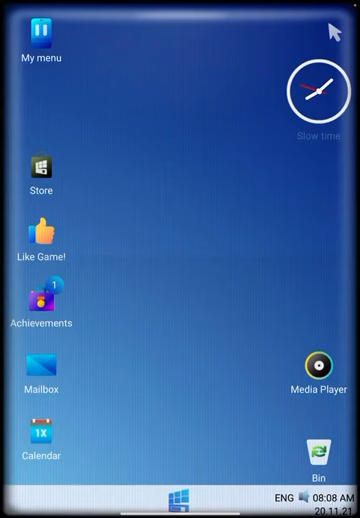 My menu
Slow time
Store
Like Game!
1
Achievements
Mailbox
Media Player
1X
Calendar
Bin
ENG 08:08 AM
20.11.21